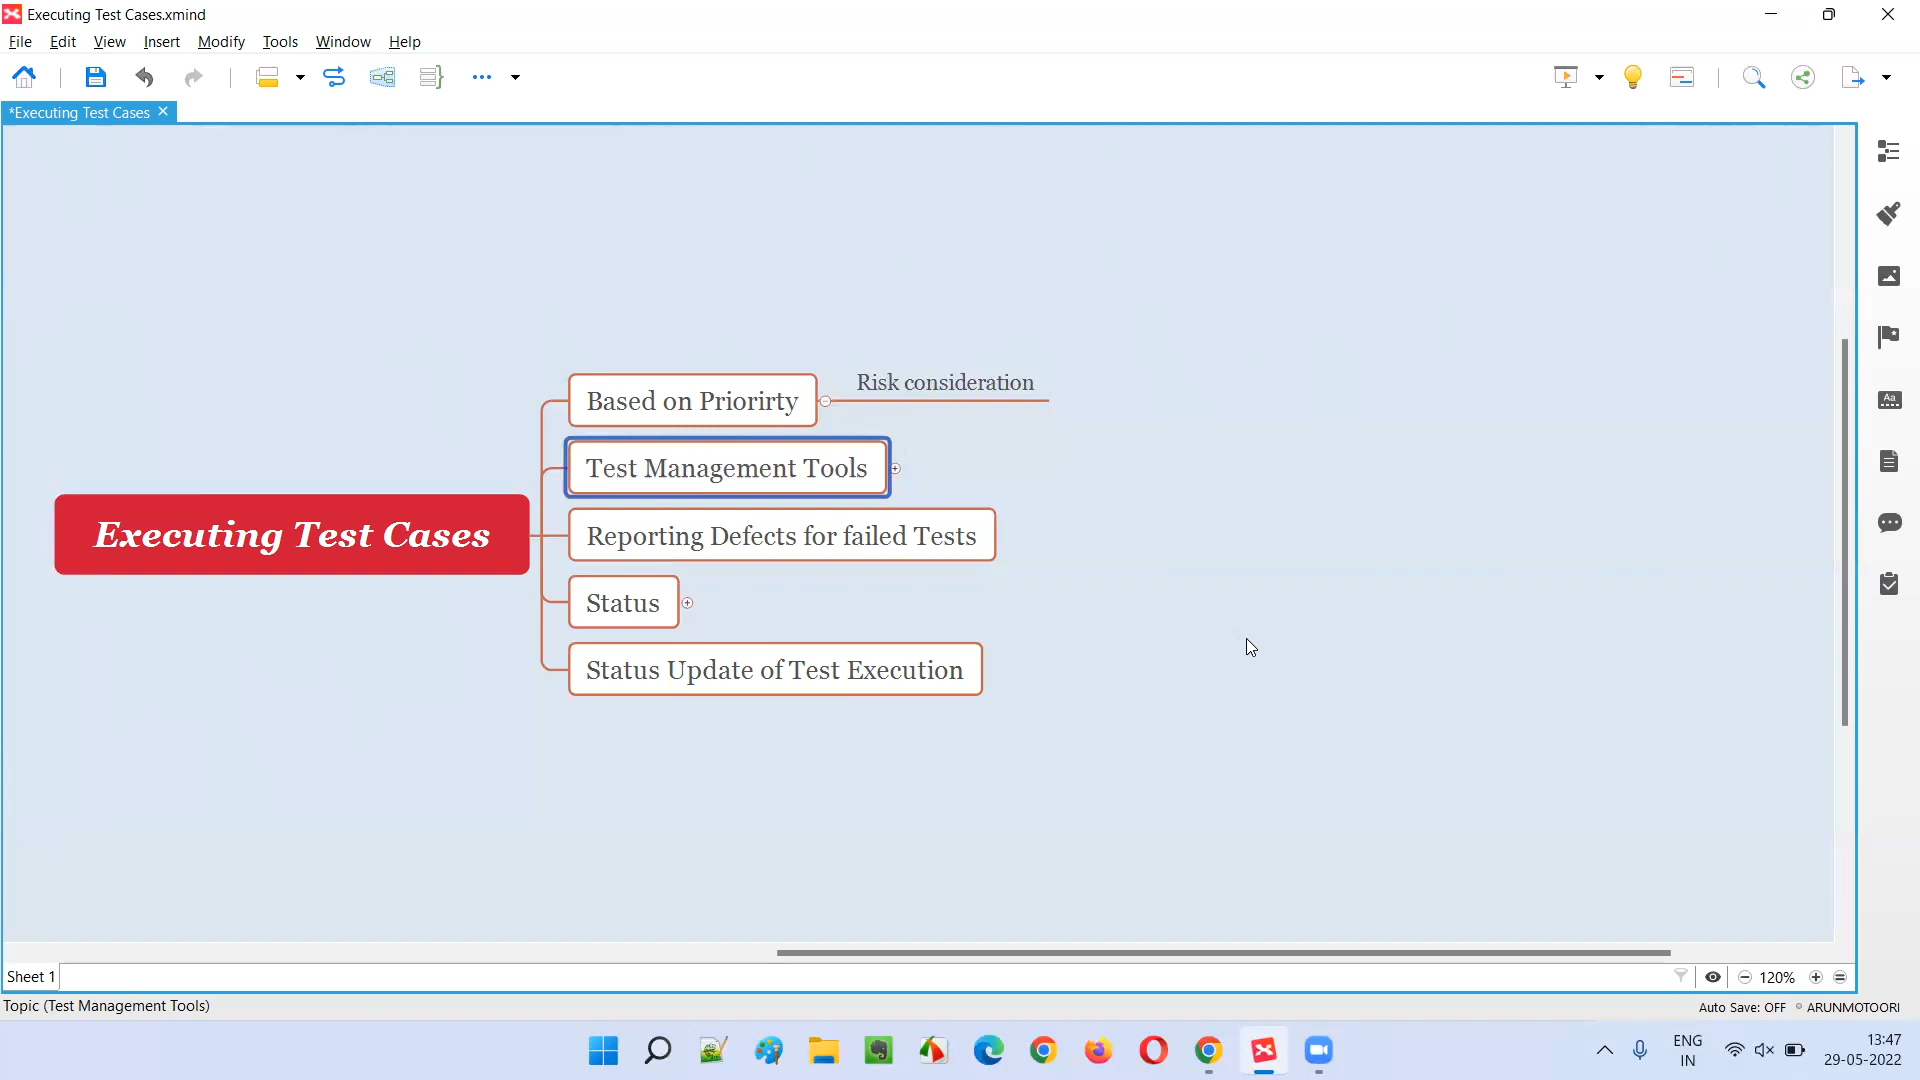 Executing Test Cases.xmind
File Edit View Insert Modify Tools Window Help
*Executing Test Cases
Based on Priorirty
Risk consideration
Test Management Tools
Executing Test Cases
Reporting Defects for failed Tests
Status
Status Update of Test Execution
Aa
Sheet 1
120%
Topic (Test Management Tools)
Auto Save: OFF
ARUNMOTOORI
ENG
IN
13:47
29-05-2022